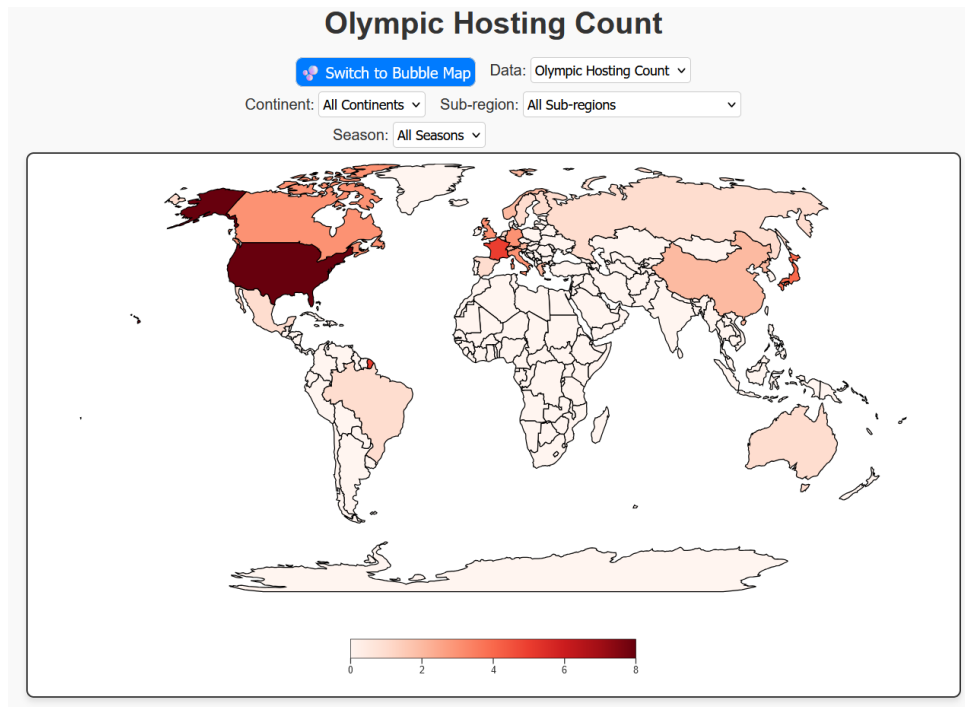 Olympic Hosting Count
Switch to Bubble Map Data: Olympic Hosting Count
Continent: All Continents Sub-region: All Sub-regions
Season: All Seasons
0 2 4 6 8